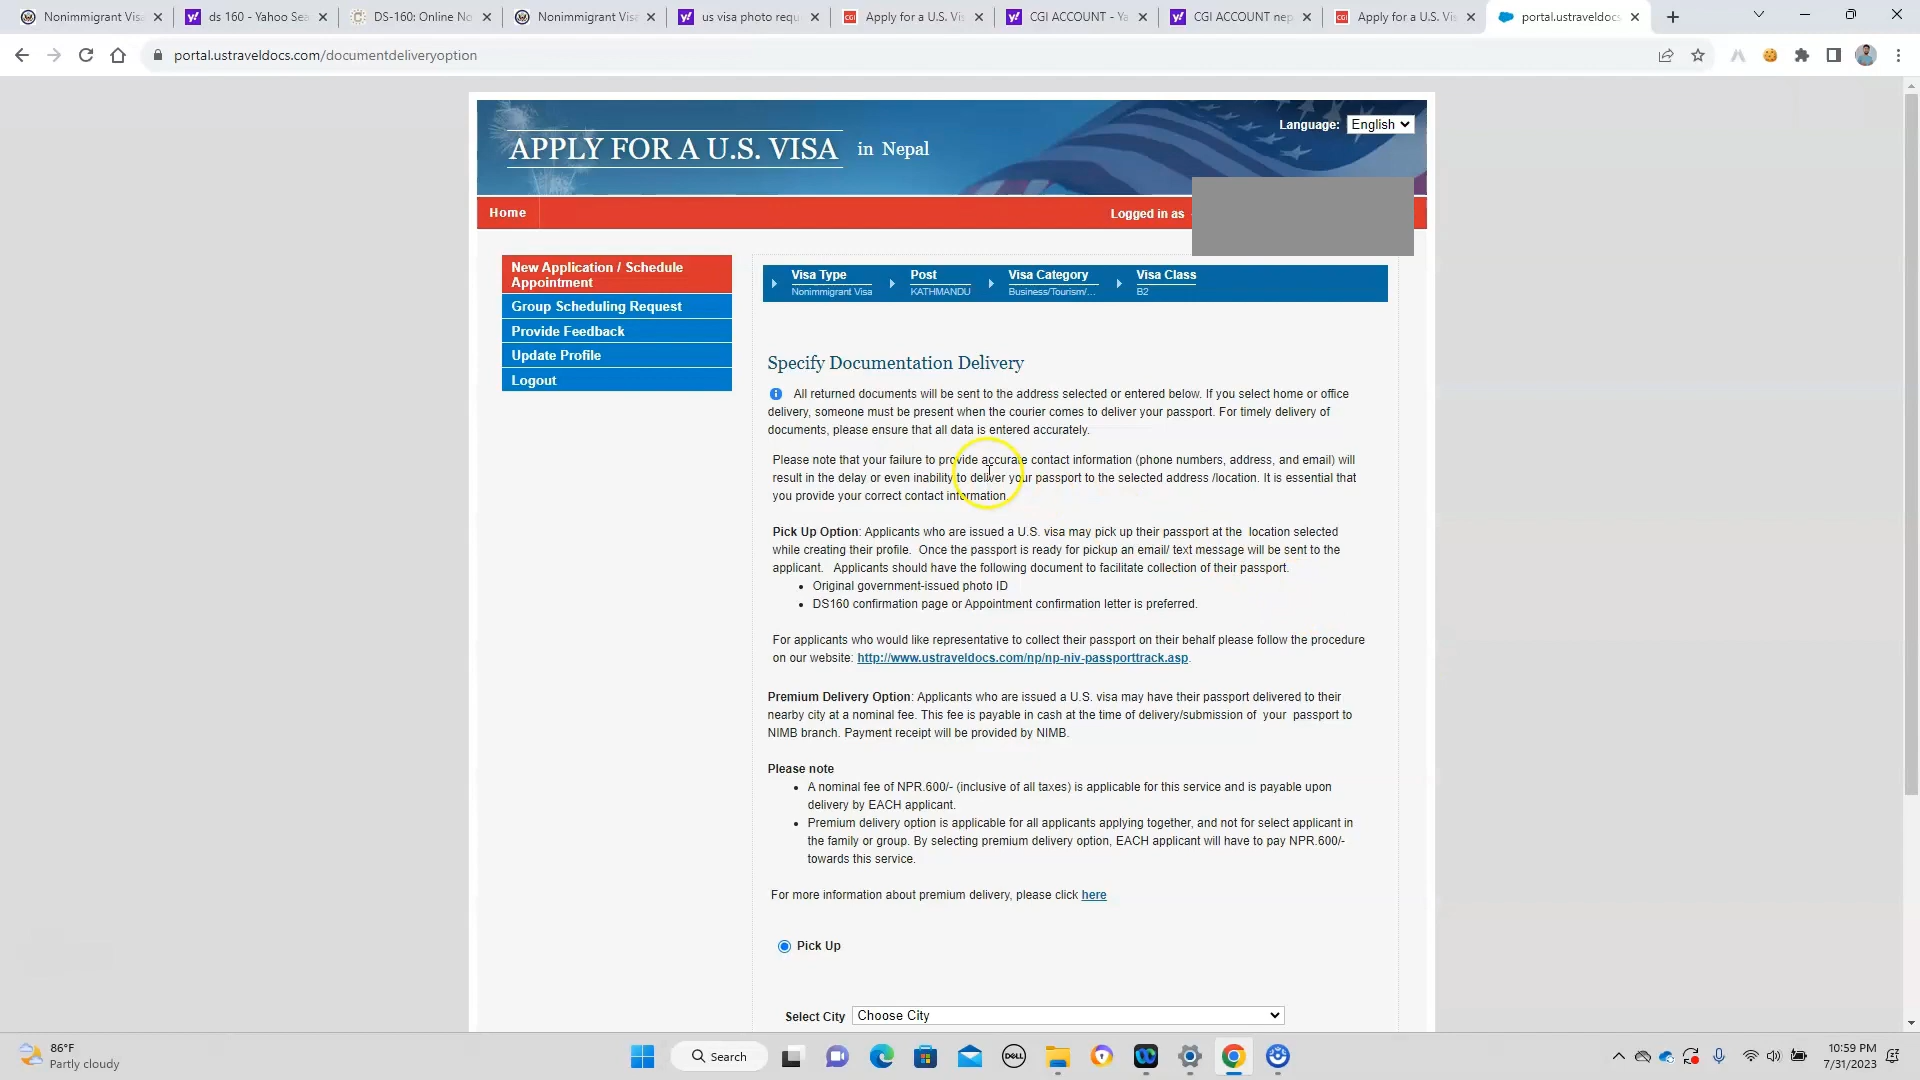 Nonimmigrant Visa
ds 160 - Yahoo Sea
DS-160: Online No
Nonimmigrant Visa
us visa photo requ
Apply for a U.S. Vis
CGI ACCOUNT - Ya
CGI ACCOUNT nep
Apply for a U.S. Vis
portal.ustraveldocs.
portal.ustraveldocs.com/documentdeliveryoption
Language: English
APPLY FOR A U.S. VISA in Nepal
Home
Logged in as
New Application / Schedule
Appointment
Group Scheduling Request
Provide Feedback
Update Profile
Logout
Visa Type Post Visa Category Visa Class
Nonimmigrant Visa KATHMANDU Business/Tourism/... B2
Specify Documentation Delivery
All returned documents will be sent to the address selected or entered below. If you select home or office
delivery, someone must be present when the courier comes to deliver your passport. For timely delivery of
documents, please ensure that all data is entered accurately.
Please note that your failure to provide accurate contact information (phone numbers, address, and email) will
result in the delay or even inability to deliver your passport to the selected address /location. It is essential that
you provide your correct contact information.
Pick Up Option: Applicants who are issued a U.S. visa may pick up their passport at the location selected
while creating their profile. Once the passport is ready for pickup an email/ text message will be sent to the
applicant. Applicants should have the following document to facilitate collection of their passport.
• Original government-issued photo ID
• DS160 confirmation page or Appointment confirmation letter is preferred.
For applicants who would like representative to collect their passport on their behalf please follow the procedure
on our website: http://www.ustraveldocs.com/np/np-niv-passporttrack.asp.
Premium Delivery Option: Applicants who are issued a U.S. visa may have their passport delivered to their
nearby city at a nominal fee. This fee is payable in cash at the time of delivery/submission of your passport to
NIMB branch. Payment receipt will be provided by NIMB.
Please note
• A nominal fee of NPR.600/- (inclusive of all taxes) is applicable for this service and is payable upon
delivery by EACH applicant.
• Premium delivery option is applicable for all applicants applying together, and not for select applicant in
the family or group. By selecting premium delivery option, EACH applicant will have to pay NPR.600/-
towards this service.
For more information about premium delivery, please click here
Pick Up
Select City Choose City
86°F
Partly cloudy
Search
DELL
10:59 PM
7/31/2023